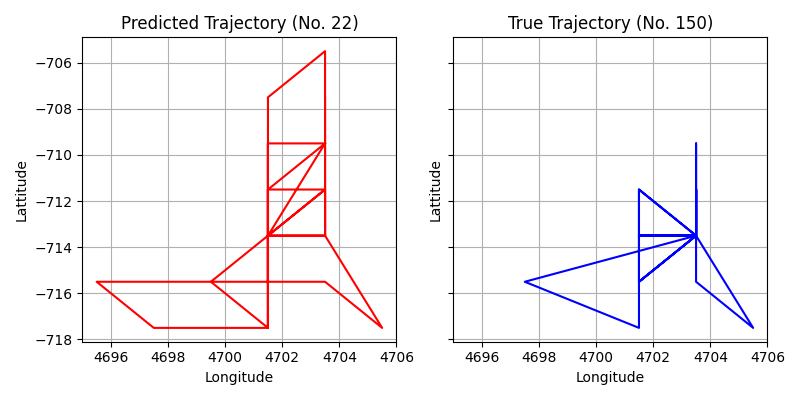 Predicted Trajectory (No. 22)
True Trajectory (No. 150)
−706
−708
−710
−712
−714
−716
−718
Lattitude
Lattitude
4696 4698 4700 4702 4704 4706
4696 4698 4700 4702 4704 4706
Longitude
Longitude